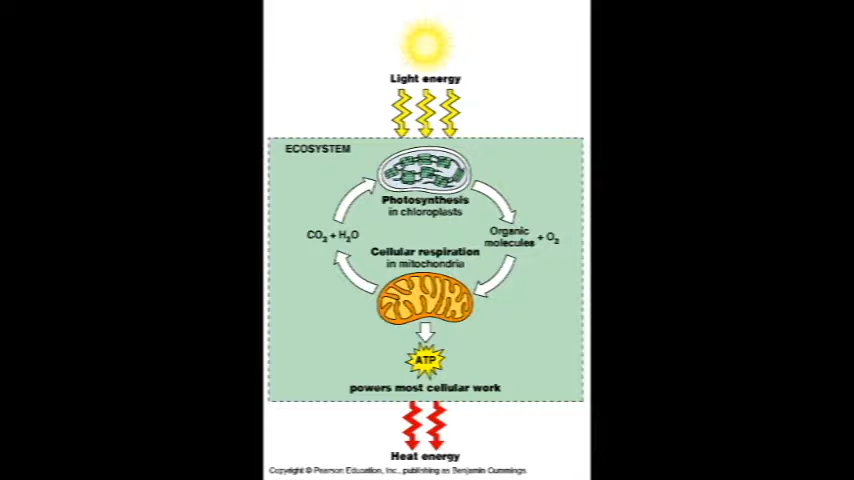 Light energy
ECOSYSTEM
Photosynthesis
in chloroplasts
CO2 + H2O
Organic
molecules + O2
Cellular respiration
in mitochondria
ATP
powers most cellular work
Heat energy
Copyright © Pearson Education, Inc., publishing as Benjamin Cummings.